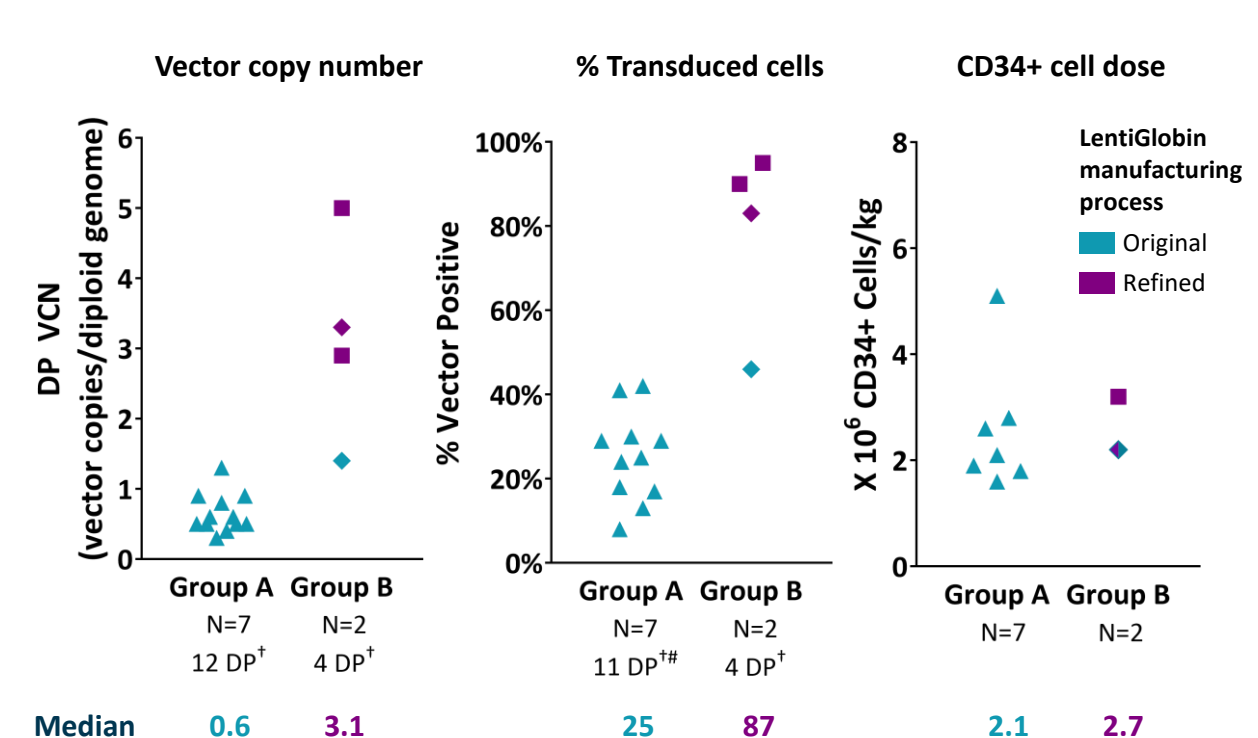 Vector copy number
DP VCN
(vector copies/diploid genome)
6
5
4
3
2
1
0
Group A Group B
N=7 N=2
12 DP† 4 DP†
% Transduced cells
% Vector Positive
100%
80%
60%
40%
20%
0%
Group A Group B
N=7 N=2
11 DP†# 4 DP†
CD34+ cell dose
X 10⁶ CD34+ Cells/kg
8
6
4
2
0
Group A Group B
N=7 N=2
LentiGlobin
manufacturing
process
Original
Refined
Median 0.6 3.1 25 87 2.1 2.7